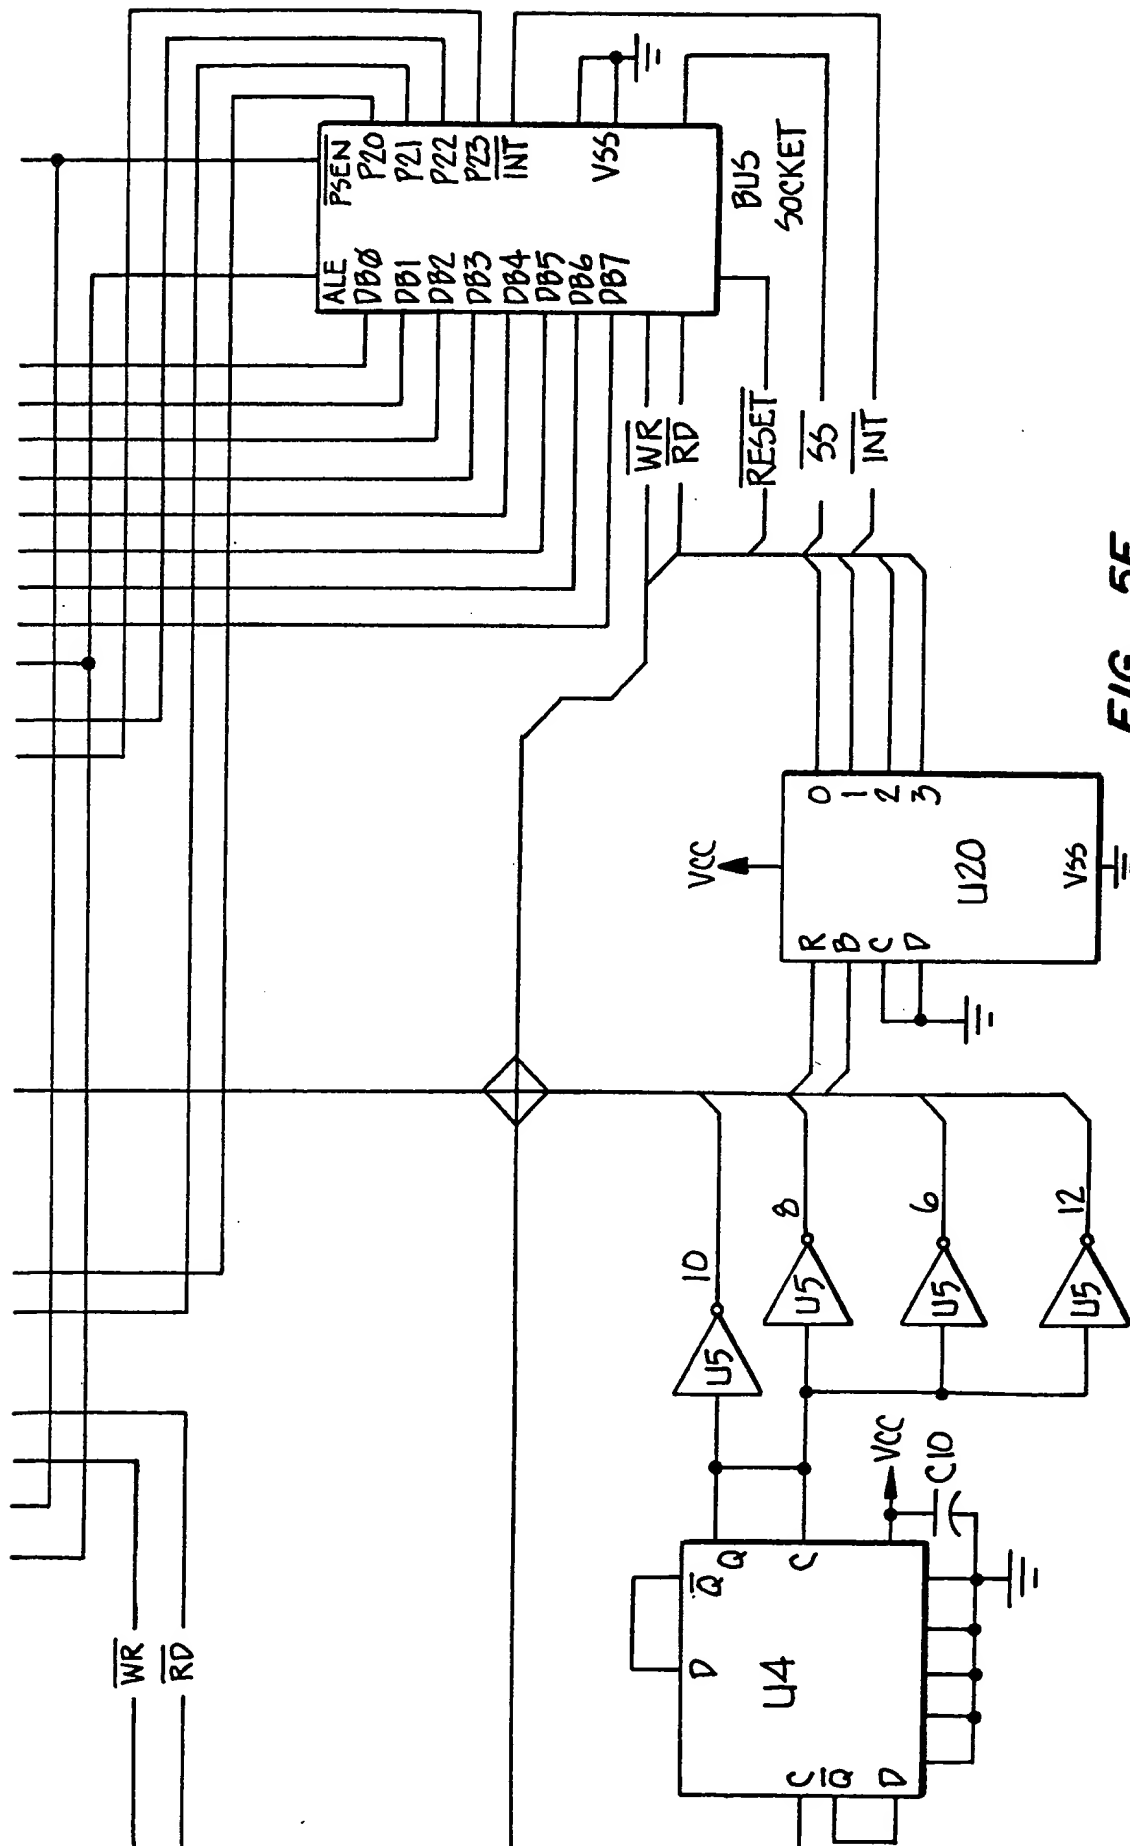 PSEN
ALE
P20
P21
P22
P23
INT
DBØ
DB1
DB2
DB3
DB4
DB5
DB6
DB7
VSS
BUS
SOCKET
WR
RD
RESET
SS
INT
VCC
R
B
C
D
0
1
2
3
U20
VSS
10
8
6
12
U5
U5
U5
U5
VCC
C10
Q
Q
C
D
U4
C
Q
D
WR
RD
FIG